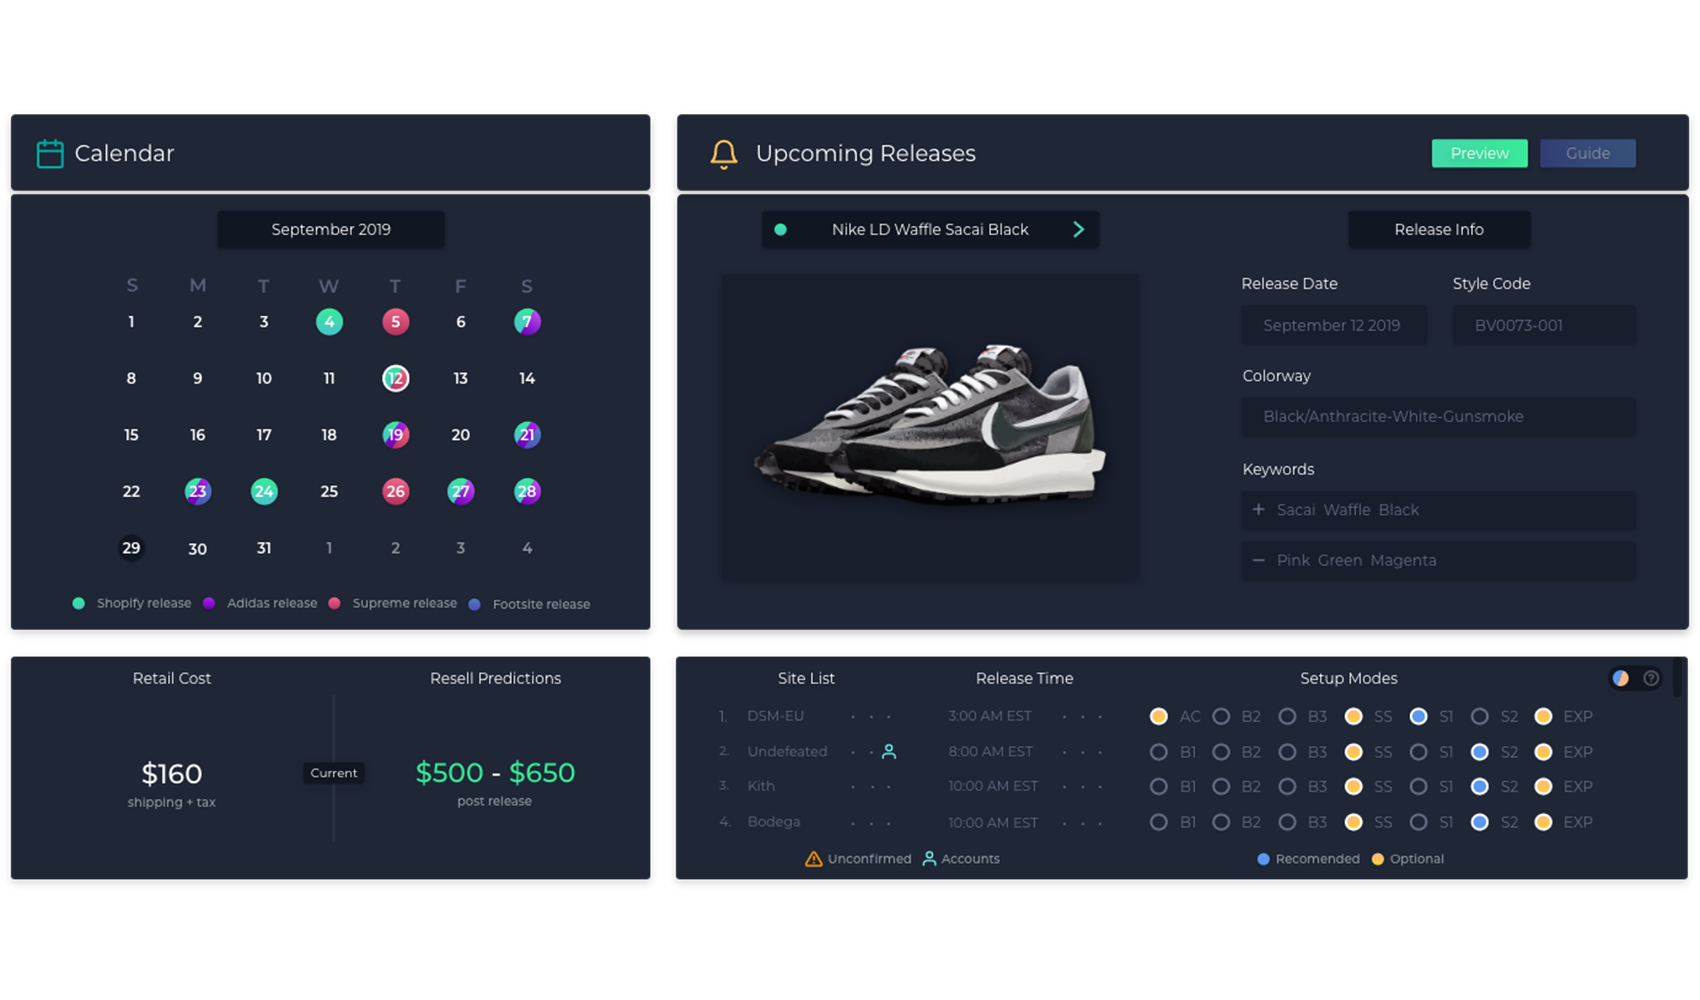 Calendar
September 2019
S M T W T F S
1 2 3 4 5 6 7
8 9 10 11 12 13 14
15 16 17 18 19 20 21
22 23 24 25 26 27 28
29 30 31 1 2 3 4
Shopify release Adidas release Supreme release Footsite release
Upcoming Releases
Preview Guide
Nike LD Waffle Sacai Black
Release Info
Release Date Style Code
September 12 2019 BV0073-001
Colorway
Black/Anthracite-White-Gunsmoke
Keywords
+ Sacai Waffle Black
− Pink Green Magenta
Retail Cost Resell Predictions
$160 Current $500 - $650
shipping + tax post release
Site List Release Time Setup Modes
1. DSM-EU . . . 3:00 AM EST . . . AC B2 B3 SS S1 S2 EXP
2. Undefeated . . 8:00 AM EST . . . B1 B2 B3 SS S1 S2 EXP
3. Kith . . . 10:00 AM EST . . . B1 B2 B3 SS S1 S2 EXP
4. Bodega . . . 10:00 AM EST . . . B1 B2 B3 SS S1 S2 EXP
Unconfirmed Accounts Recomended Optional